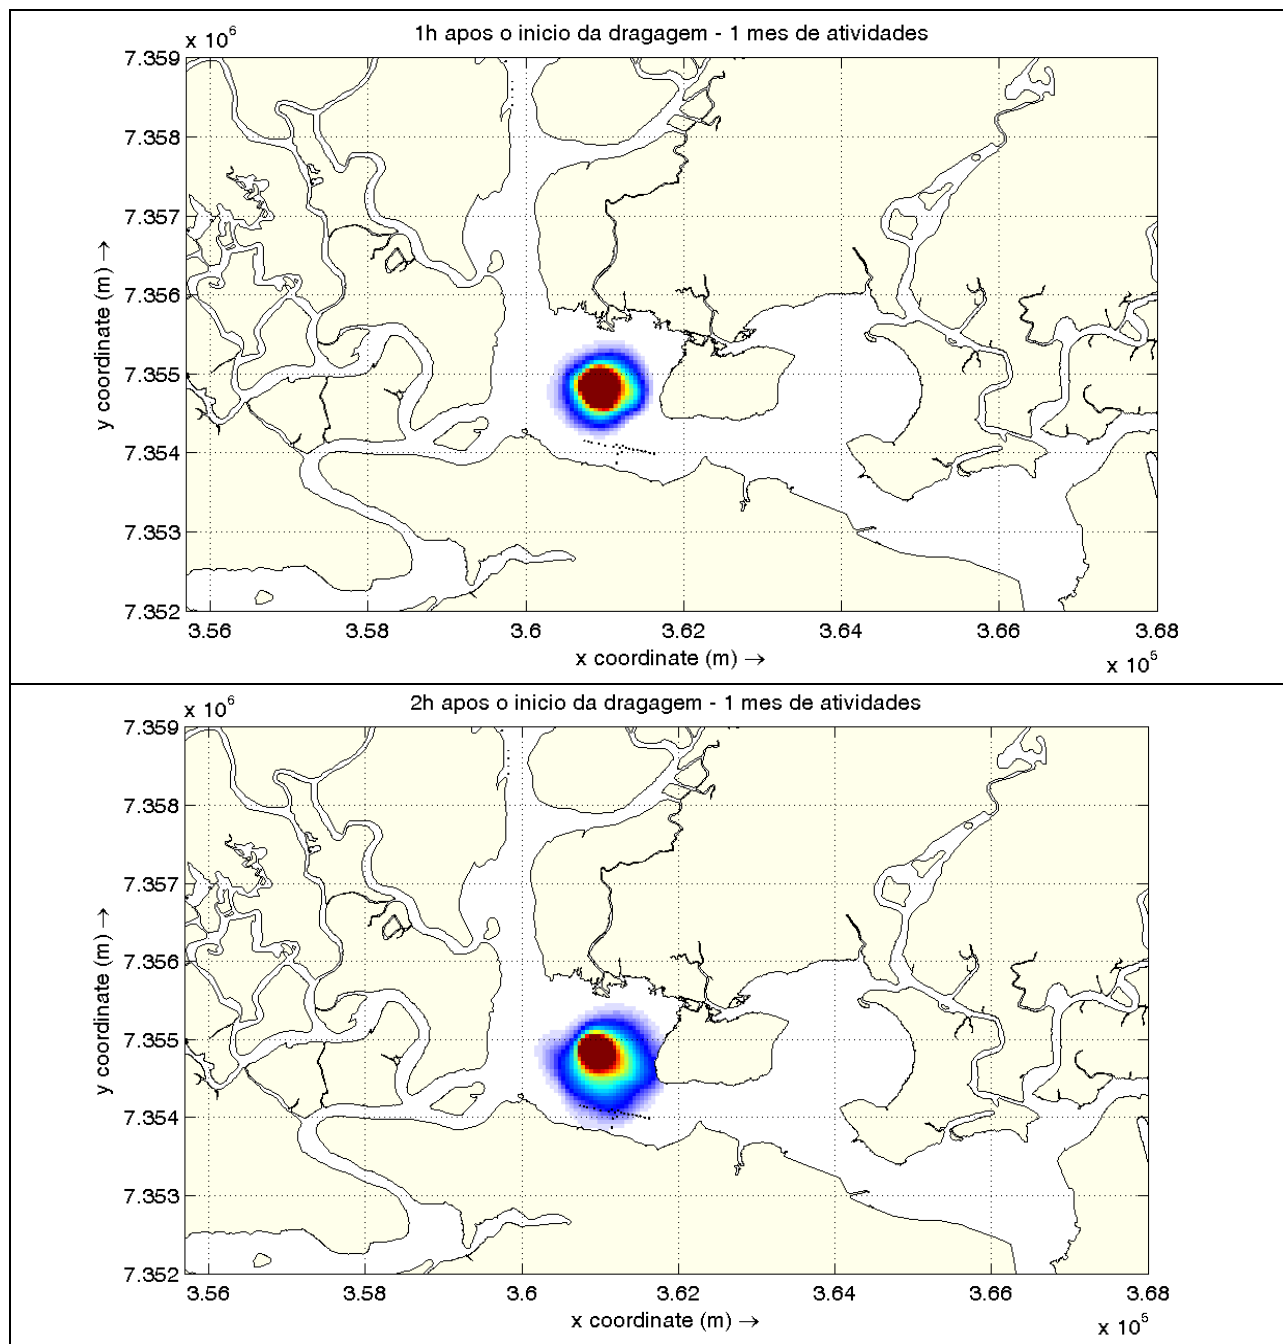 1h apos o inicio da dragagem - 1 mes de atividades
x 10^6
7.359
7.358
7.357
7.356
7.355
7.354
7.353
7.352
y coordinate (m) →
3.56 3.58 3.6 3.62 3.64 3.66 3.68
x coordinate (m) →
x 10^5
2h apos o inicio da dragagem - 1 mes de atividades
x 10^6
7.359
7.358
7.357
7.356
7.355
7.354
7.353
7.352
y coordinate (m) →
3.56 3.58 3.6 3.62 3.64 3.66 3.68
x coordinate (m) →
x 10^5